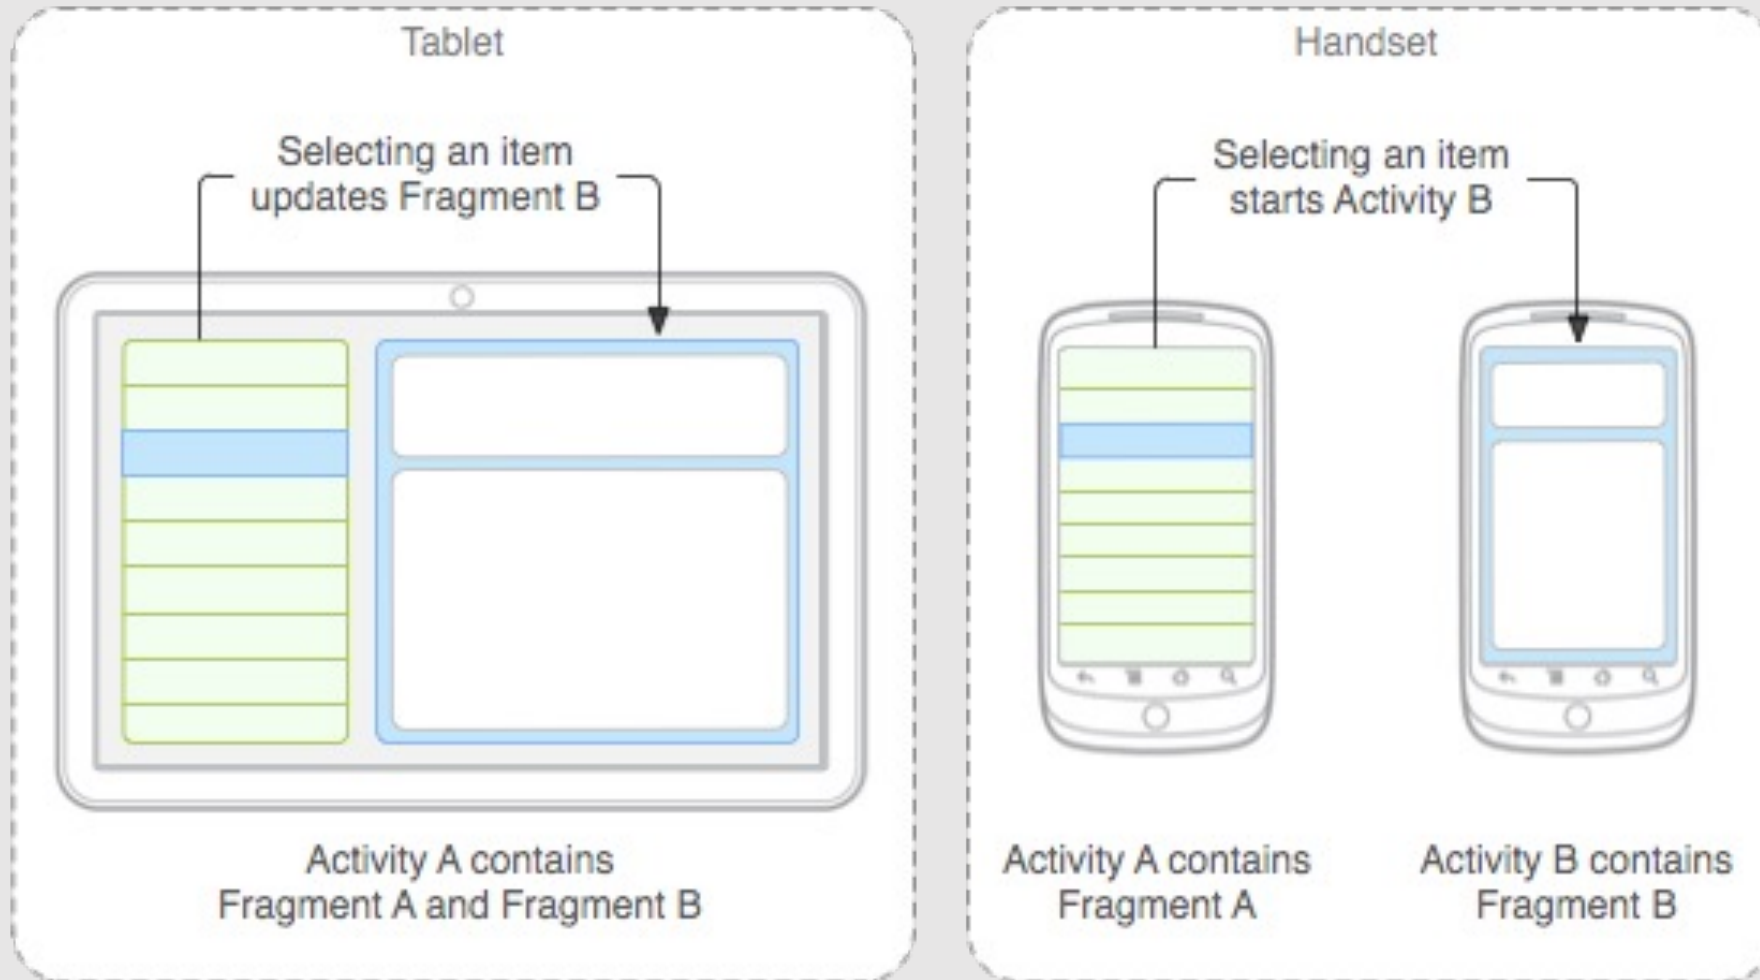 Tablet
Selecting an item
updates Fragment B
Activity A contains
Fragment A and Fragment B
Handset
Selecting an item
starts Activity B
Activity A contains
Fragment A
Activity B contains
Fragment B